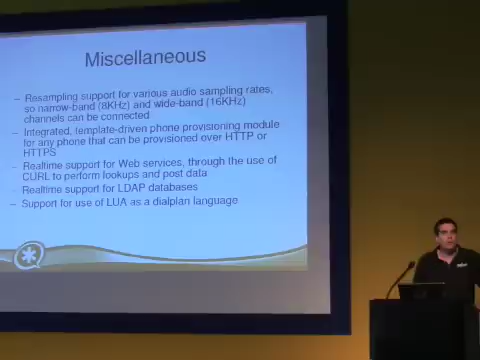 Miscellaneous
– Resampling support for various audio sampling rates,
so narrow-band (8KHz) and wide-band (16KHz)
channels can be connected
– Integrated, template-driven phone provisioning module
for any phone that can be provisioned over HTTP or
HTTPS
– Realtime support for Web services, through the use of
CURL to perform lookups and post data
– Realtime support for LDAP databases
– Support for use of LUA as a dialplan language